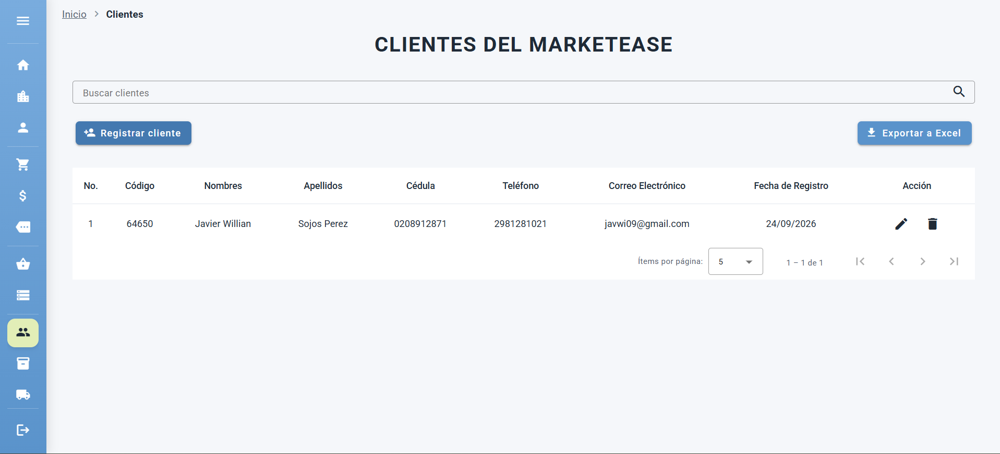 Inicio > Clientes
CLIENTES DEL MARKETEASE
Buscar clientes
Registrar cliente
Exportar a Excel
No. Código Nombres Apellidos Cédula Teléfono Correo Electrónico Fecha de Registro Acción
1 64650 Javier Willian Sojos Perez 0208912871 2981281021 javwi09@gmail.com 24/09/2026
Ítems por página: 5 1 – 1 de 1